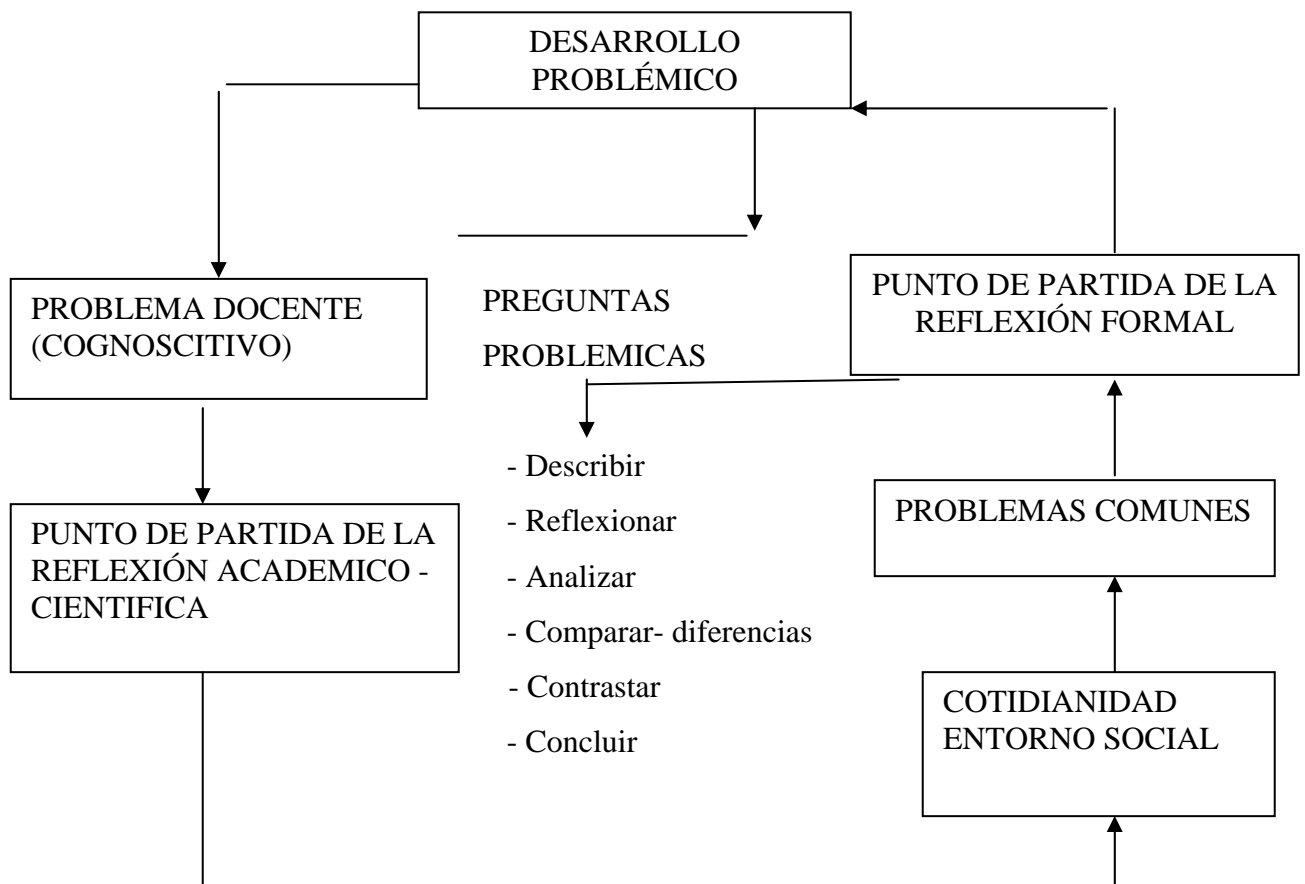 DESARROLLO
PROBLÉMICO
PROBLEMA DOCENTE
(COGNOSCITIVO)
PUNTO DE PARTIDA DE LA
REFLEXIÓN ACADEMICO -
CIENTIFICA
PREGUNTAS
PROBLEMICAS
- Describir
- Reflexionar
- Analizar
- Comparar- diferencias
- Contrastar
- Concluir
PUNTO DE PARTIDA DE LA
REFLEXIÓN FORMAL
PROBLEMAS COMUNES
COTIDIANIDAD
ENTORNO SOCIAL